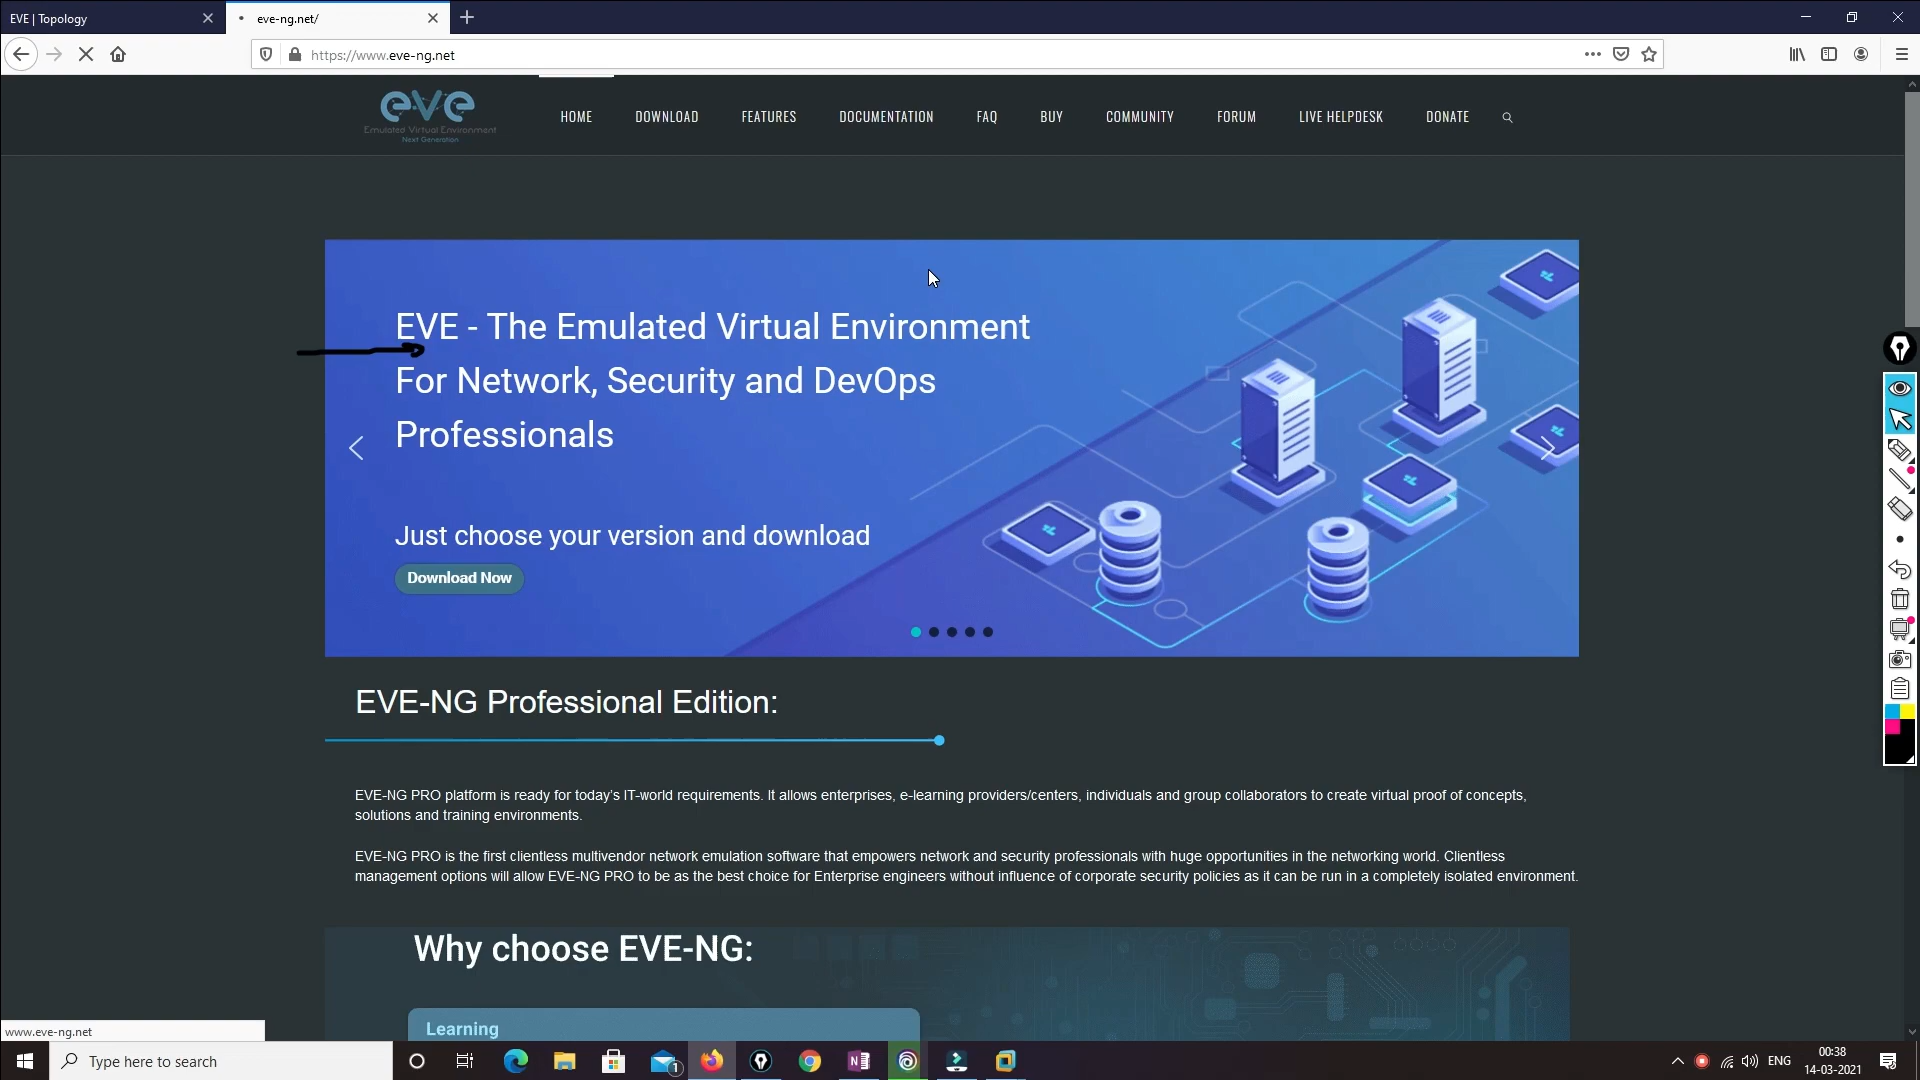 EVE | Topology
eve-ng.net/
https://www.eve-ng.net
eve
Emulated Virtual Environment
Next Generation
HOME
DOWNLOAD
FEATURES
DOCUMENTATION
FAQ
BUY
COMMUNITY
FORUM
LIVE HELPDESK
DONATE
EVE - The Emulated Virtual Environment
For Network, Security and DevOps
Professionals
Just choose your version and download
Download Now
EVE-NG Professional Edition:
EVE-NG PRO platform is ready for today's IT-world requirements. It allows enterprises, e-learning providers/centers, individuals and group collaborators to create virtual proof of concepts,
solutions and training environments.
EVE-NG PRO is the first clientless multivendor network emulation software that empowers network and security professionals with huge opportunities in the networking world. Clientless
management options will allow EVE-NG PRO to be as the best choice for Enterprise engineers without influence of corporate security policies as it can be run in a completely isolated environment.
Why choose EVE-NG:
Learning
www.eve-ng.net
Type here to search
1
N
ENG
00:38
14-03-2021